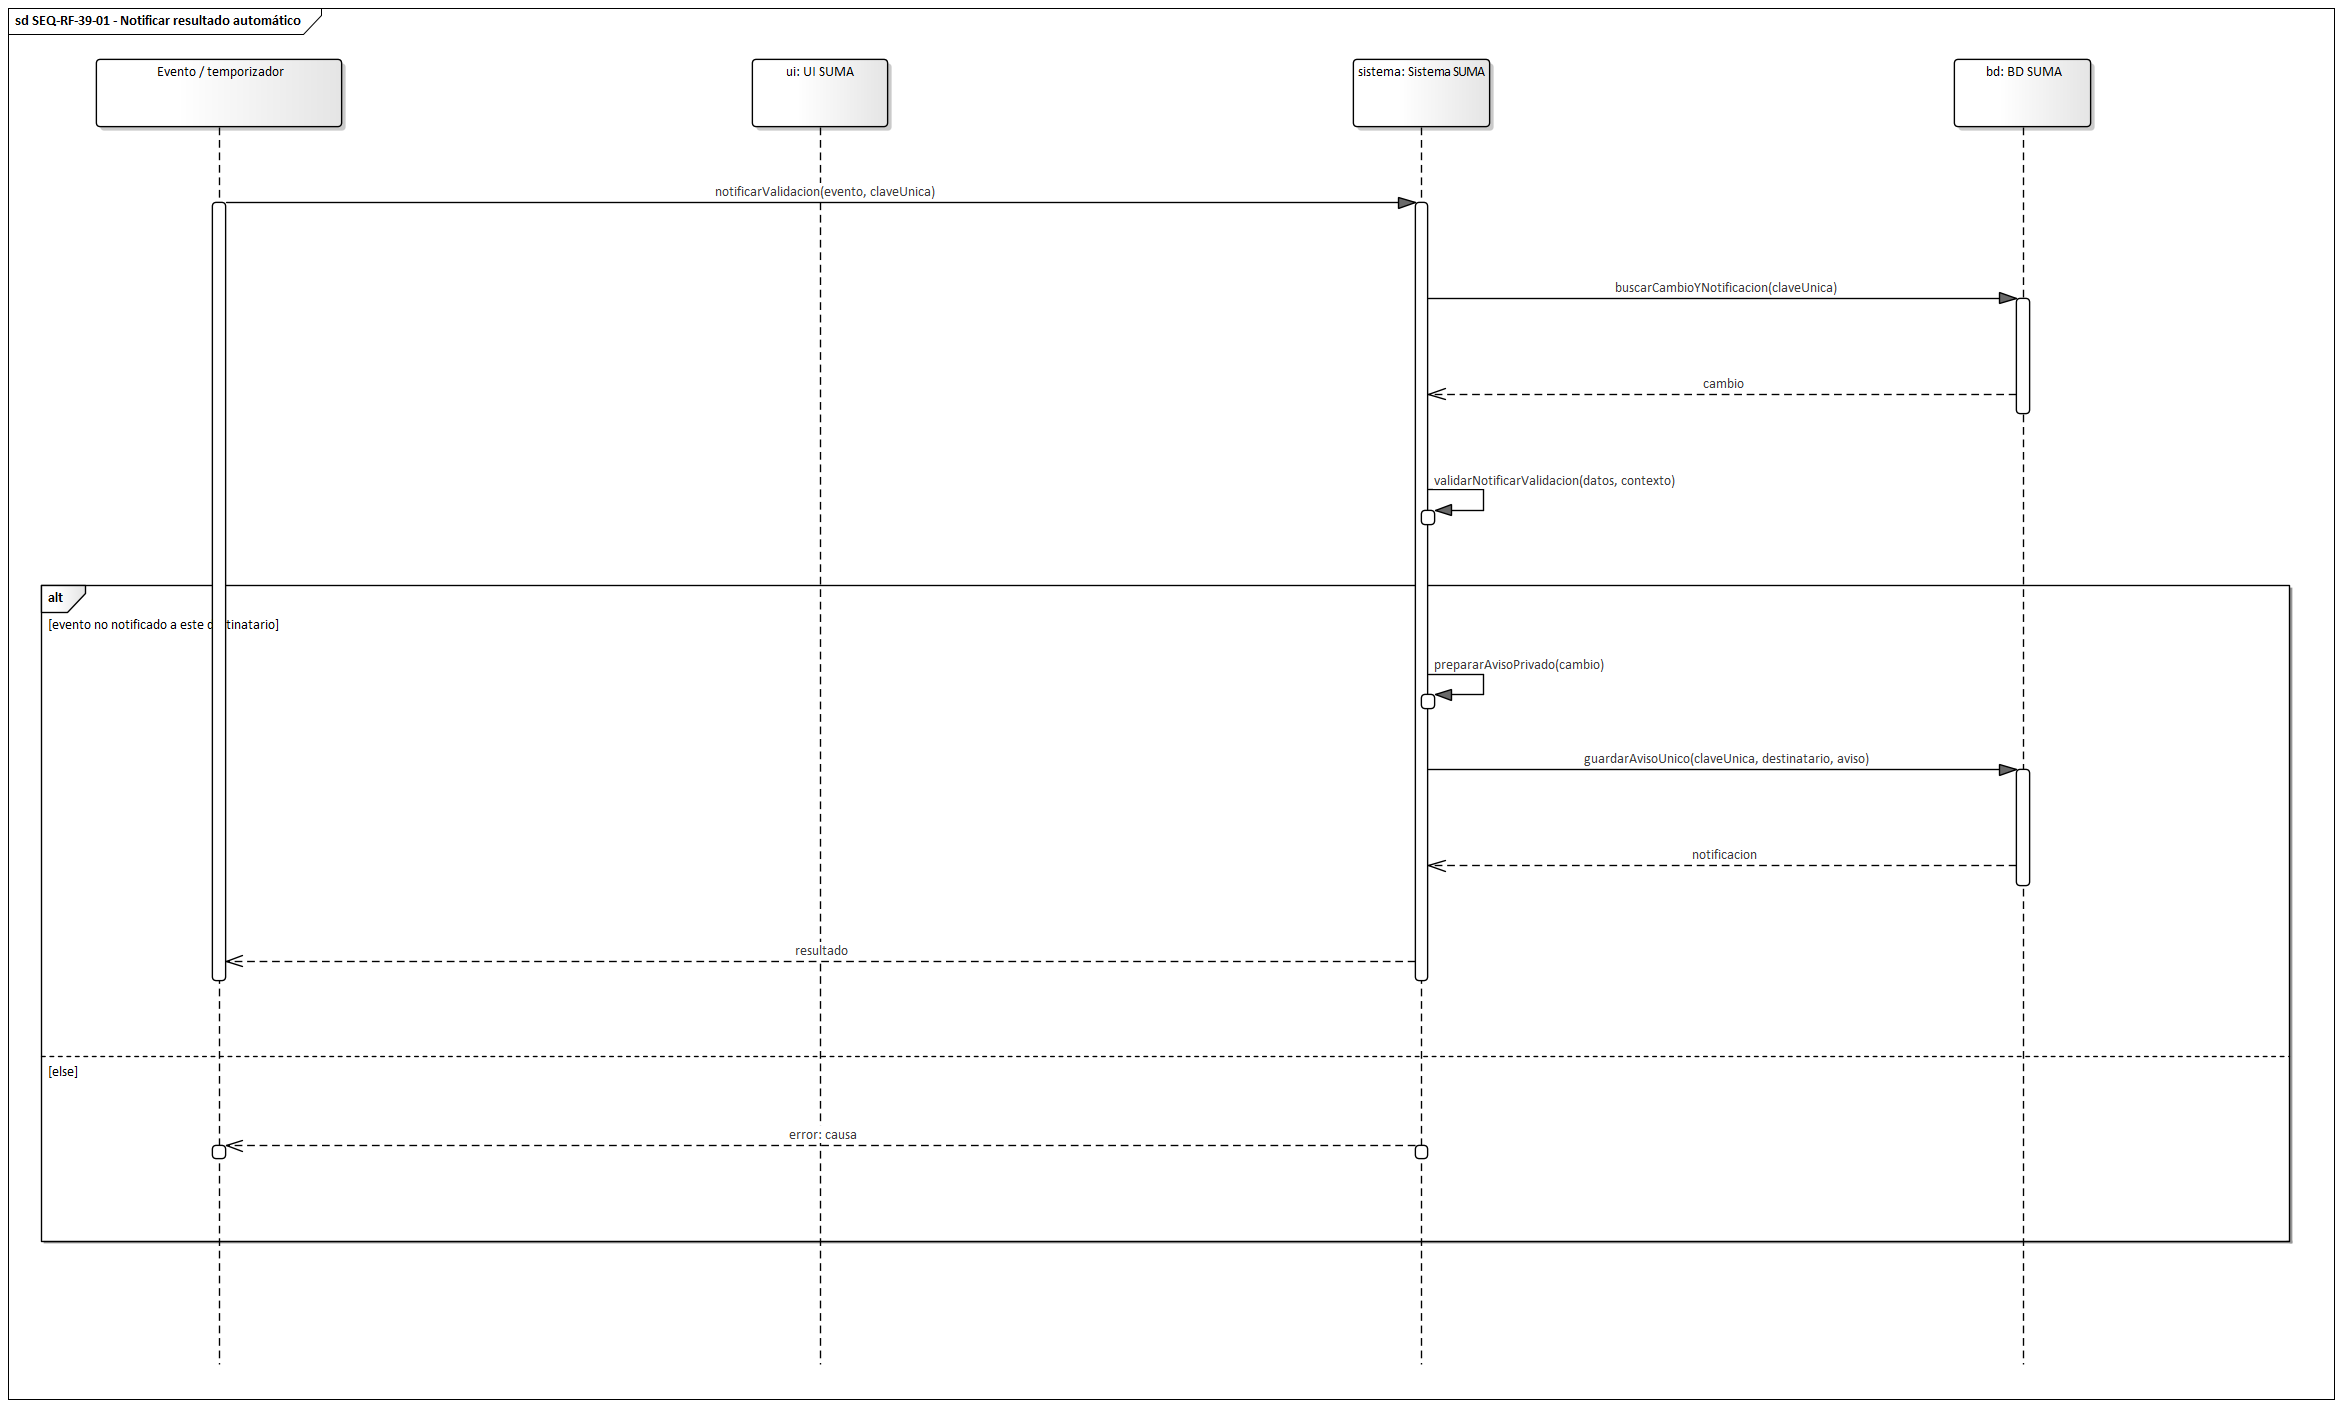 sd SEQ-RF-39-01 - Notificar resultado automático
Evento / temporizador
ui: UI SUMA
sistema: Sistema SUMA
bd: BD SUMA
notificarValidacion(evento, claveUnica)
buscarCambioYNotificacion(claveUnica)
cambio
validarNotificarValidacion(datos, contexto)
alt
[evento no notificado a este destinatario]
prepararAvisoPrivado(cambio)
guardarAvisoUnico(claveUnica, destinatario, aviso)
notificacion
resultado
[else]
error: causa